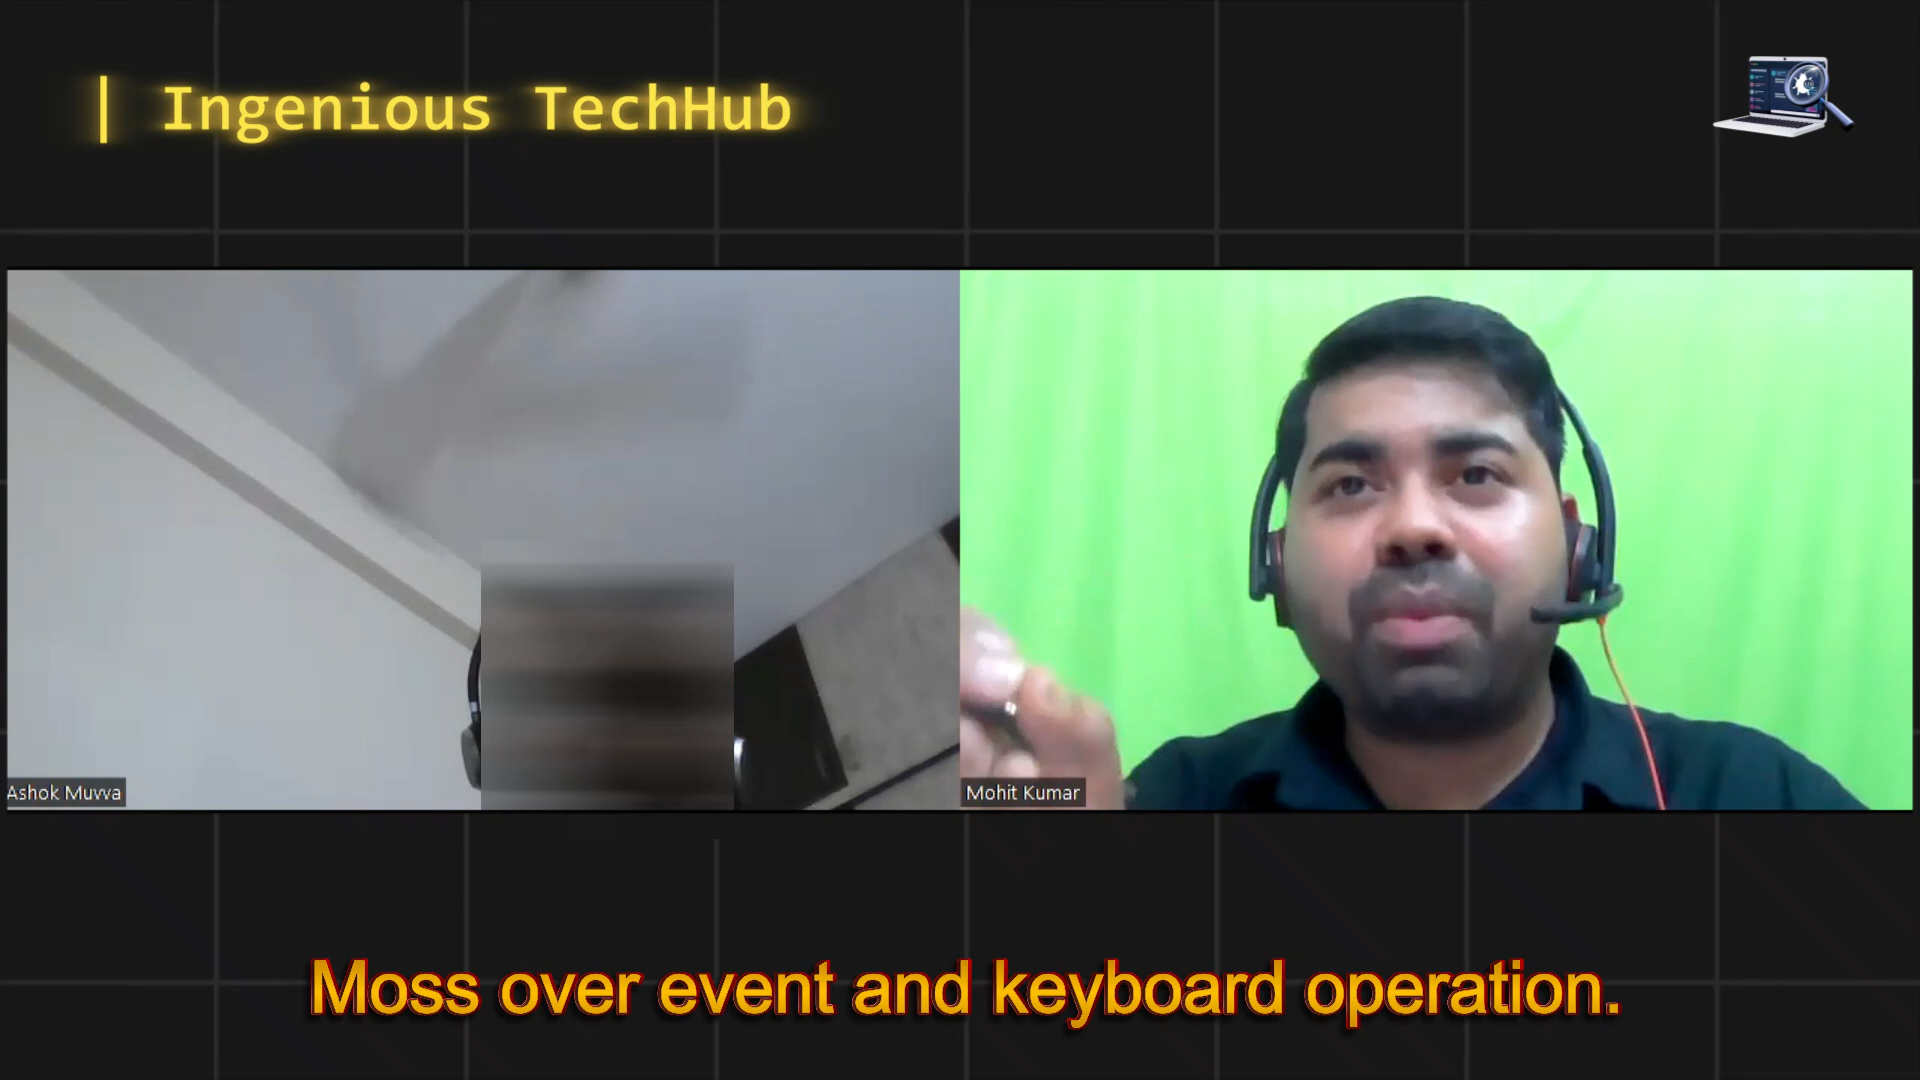 | Ingenious TechHub
Ashok Muvva
Mohit Kumar
Moss over event and keyboard operation.